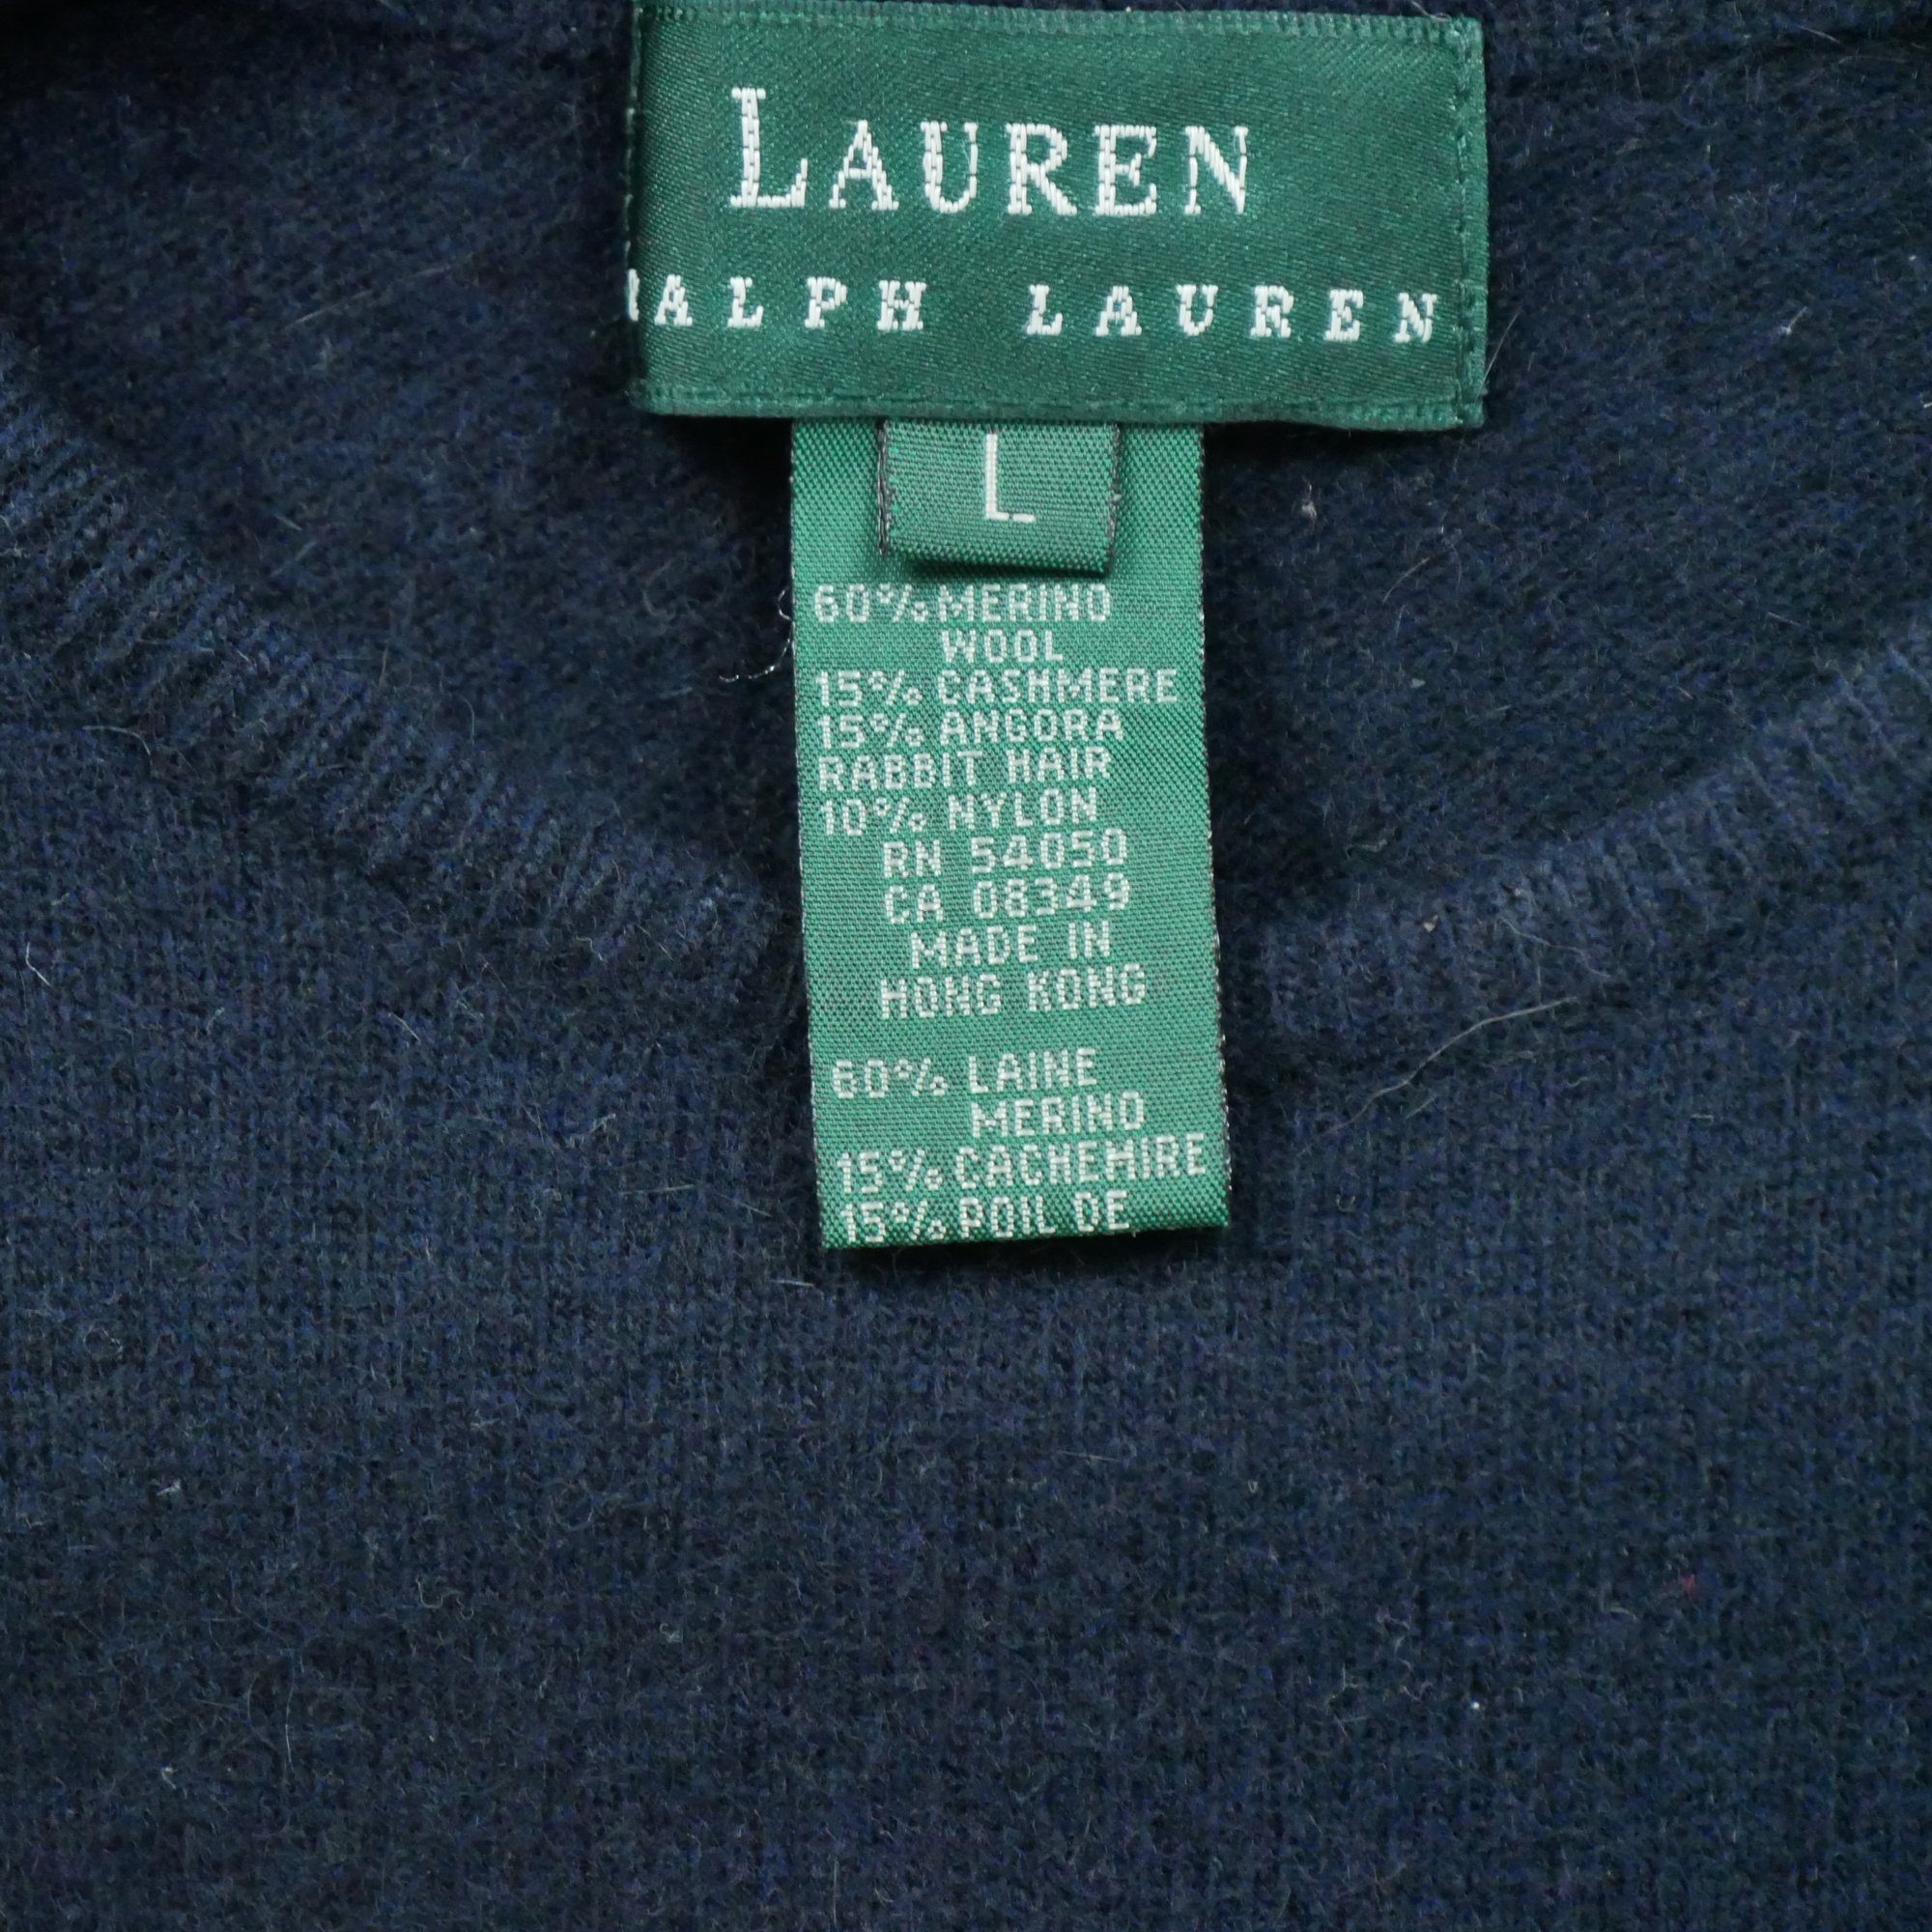 LAUREN
RALPH LAUREN
L
60% MERINO
WOOL
15% CASHMERE
15% ANGORA
RABBIT HAIR
10% NYLON
RN 54050
CA 08349
MADE IN
HONG KONG
60% LAINE
MERINO
15% CACHEMIRE
15% POIL DE